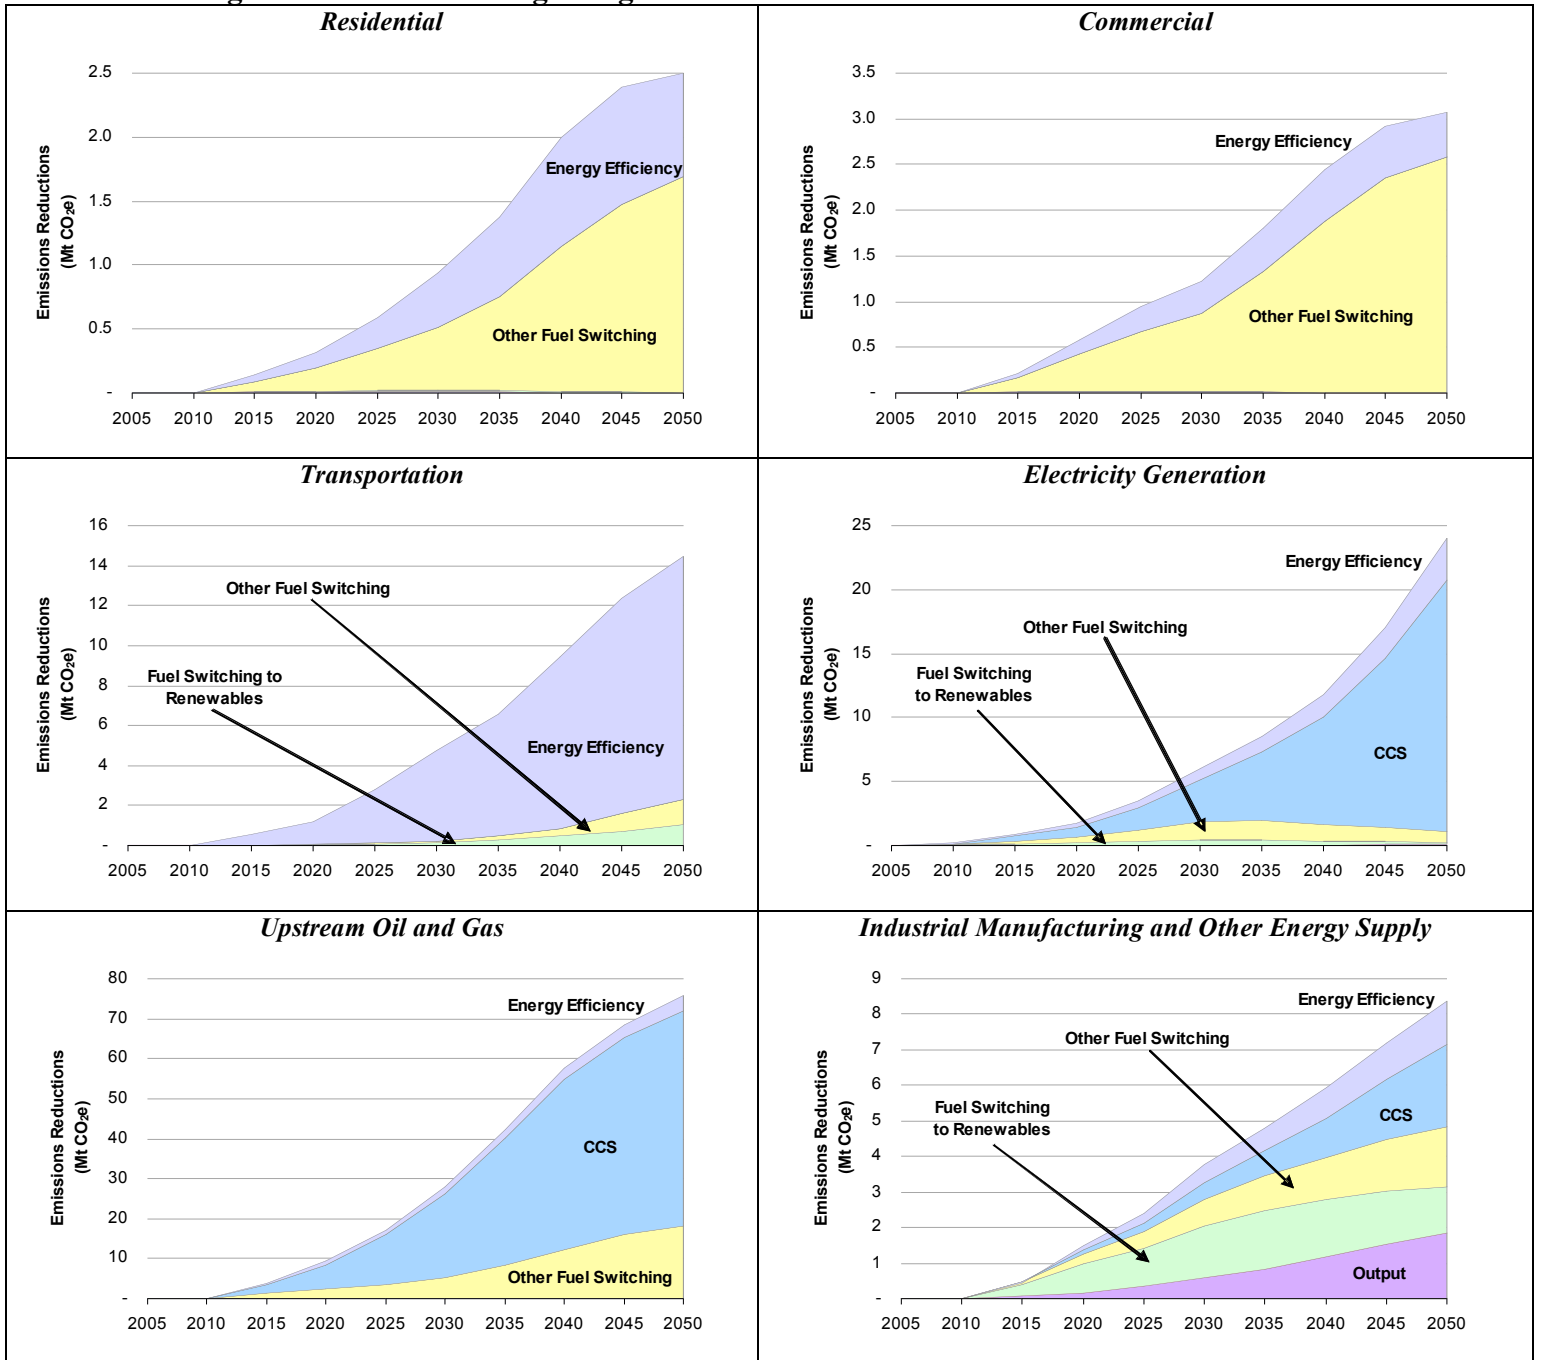 Residential
2.5
2.0
1.5
1.0
0.5
-
Emissions Reductions
(Mt CO₂e)
Energy Efficiency
Other Fuel Switching
2005 2010 2015 2020 2025 2030 2035 2040 2045 2050
Commercial
3.5
3.0
2.5
2.0
1.5
1.0
0.5
-
Emissions Reductions
(Mt CO₂e)
Energy Efficiency
Other Fuel Switching
2005 2010 2015 2020 2025 2030 2035 2040 2045 2050
Transportation
16
14
12
10
8
6
4
2
-
Emissions Reductions
(Mt CO₂e)
Other Fuel Switching
Fuel Switching to
Renewables
Energy Efficiency
2005 2010 2015 2020 2025 2030 2035 2040 2045 2050
Electricity Generation
25
20
15
10
5
-
Emissions Reductions
(Mt CO₂e)
Energy Efficiency
Other Fuel Switching
Fuel Switching
to Renewables
CCS
2005 2010 2015 2020 2025 2030 2035 2040 2045 2050
Upstream Oil and Gas
80
70
60
50
40
30
20
10
-
Emissions Reductions
(Mt CO₂e)
Energy Efficiency
CCS
Other Fuel Switching
2005 2010 2015 2020 2025 2030 2035 2040 2045 2050
Industrial Manufacturing and Other Energy Supply
9
8
7
6
5
4
3
2
1
-
Emissions Reductions
(Mt CO₂e)
Energy Efficiency
Other Fuel Switching
Fuel Switching
to Renewables
CCS
Output
2005 2010 2015 2020 2025 2030 2035 2040 2045 2050